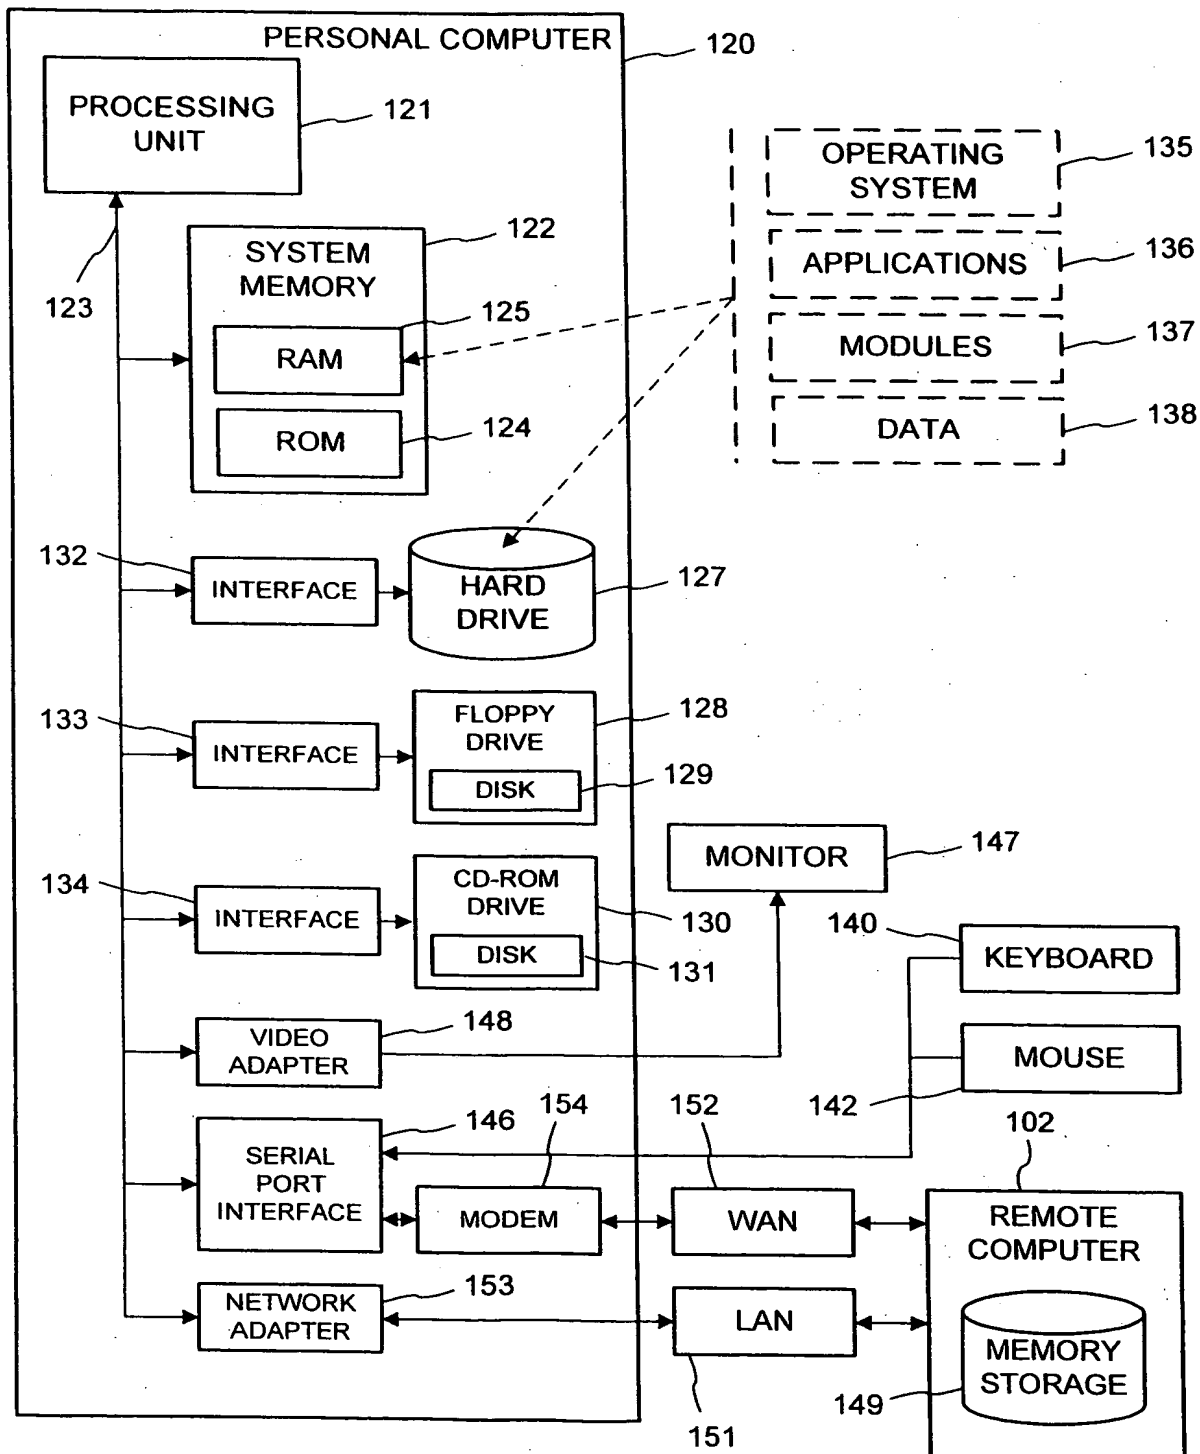 PERSONAL COMPUTER
120
PROCESSING
UNIT
121
123
SYSTEM
MEMORY
122
125
RAM
124
ROM
OPERATING
SYSTEM
135
APPLICATIONS
136
MODULES
137
DATA
138
132
INTERFACE
HARD
DRIVE
127
133
INTERFACE
FLOPPY
DRIVE
128
DISK
129
134
INTERFACE
CD-ROM
DRIVE
130
DISK
131
MONITOR
147
140
KEYBOARD
MOUSE
142
VIDEO
ADAPTER
148
SERIAL
PORT
INTERFACE
146
154
MODEM
152
WAN
102
REMOTE
COMPUTER
NETWORK
ADAPTER
153
LAN
151
MEMORY
STORAGE
149